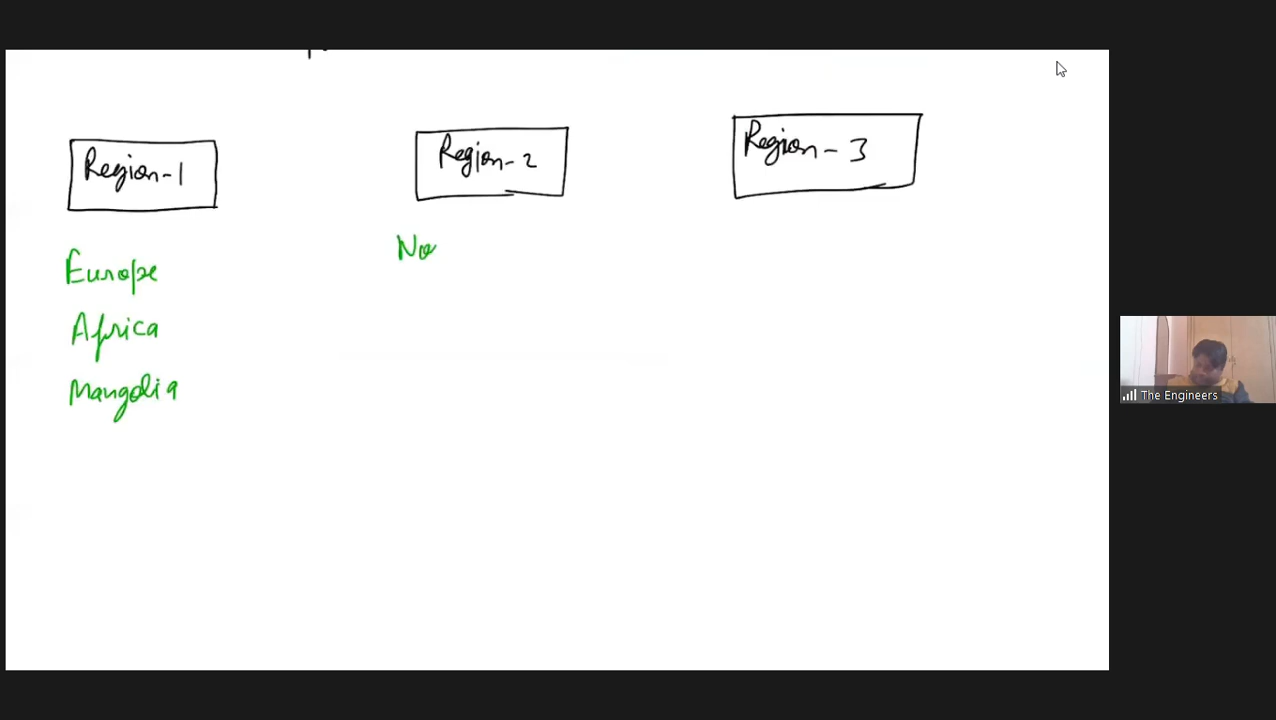 Region-1
Region-2
Region-3
Europe
Africa
Mangolia
No
The Engineers